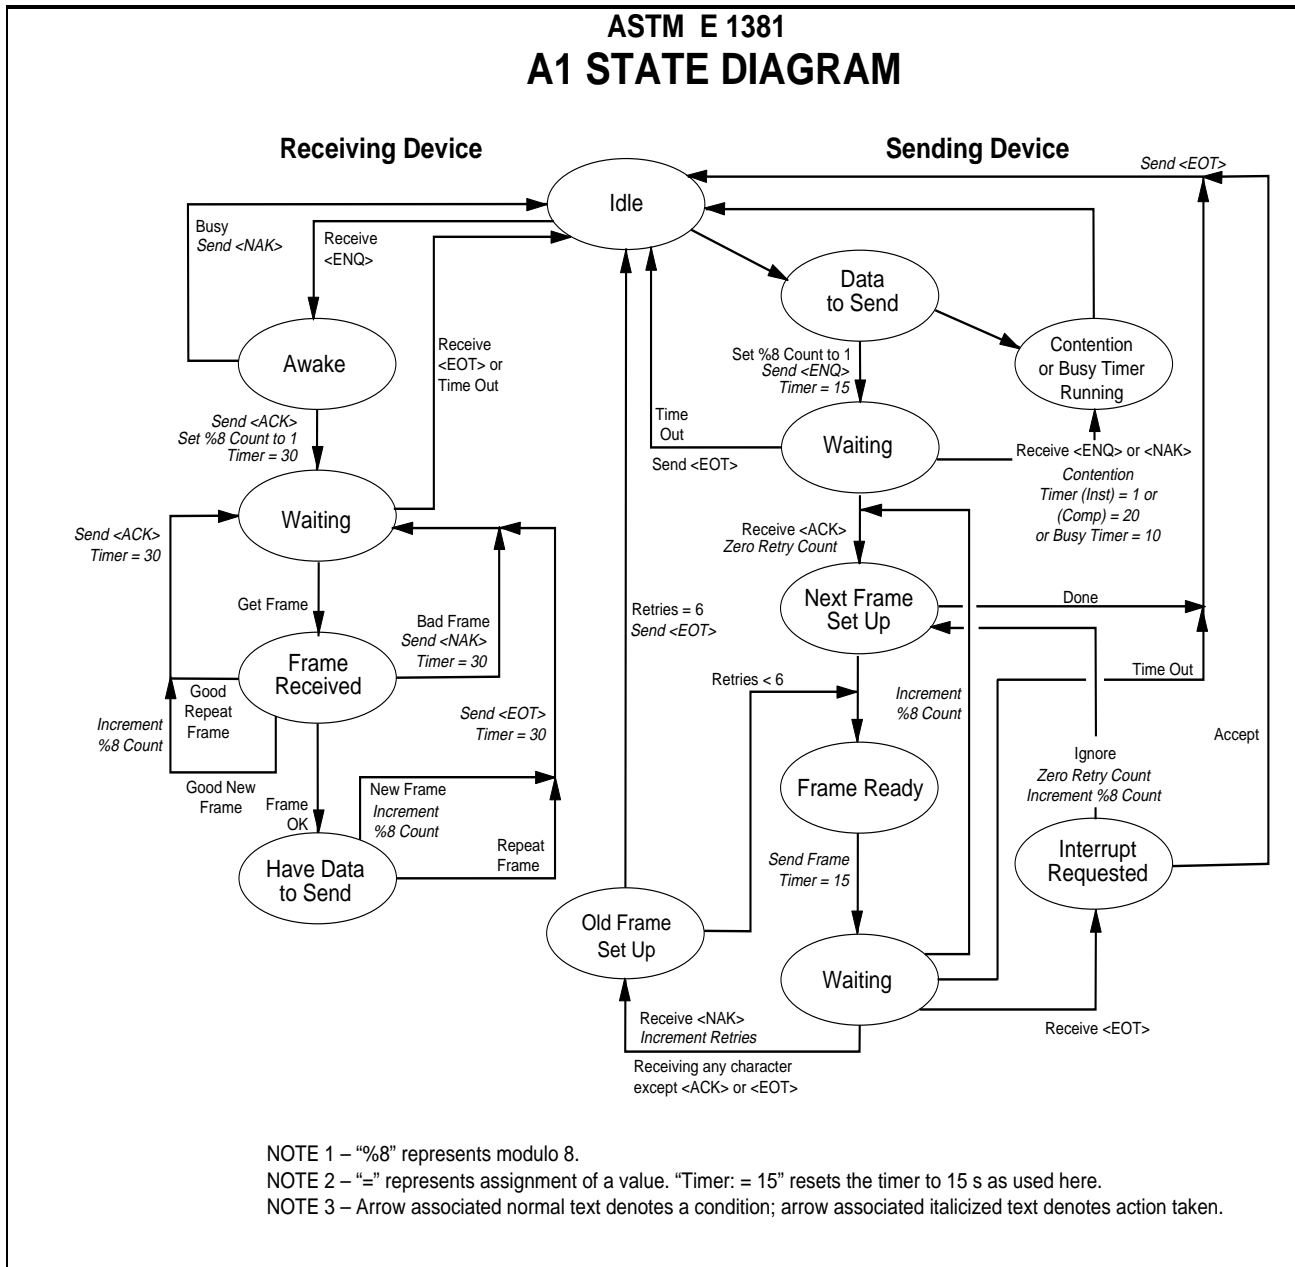 ASTM E 1381
A1 STATE DIAGRAM
Receiving Device
Sending Device
Send <EOT>
Idle
Busy
Send <NAK>
Receive
<ENQ>
Data
to Send
Receive
<EOT> or
Time Out
Awake
Set %8 Count to 1
Send <ENQ>
Timer = 15
Contention
or Busy Timer
Running
Send <ACK>
Set %8 Count to 1
Timer = 30
Time
Out
Send <EOT>
Waiting
Receive <ENQ> or <NAK>
Contention
Timer (Inst) = 1 or
(Comp) = 20
or Busy Timer = 10
Waiting
Send <ACK>
Timer = 30
Receive <ACK>
Zero Retry Count
Get Frame
Bad Frame
Send <NAK>
Timer = 30
Retries = 6
Send <EOT>
Next Frame
Set Up
Done
Frame
Received
Good
Repeat
Frame
Increment
%8 Count
Good New
Frame
Send <EOT>
Timer = 30
Retries < 6
Increment
%8 Count
Time Out
Accept
Ignore
Zero Retry Count
Increment %8 Count
Frame Ready
Frame
OK
New Frame
Increment
%8 Count
Repeat
Frame
Have Data
to Send
Send Frame
Timer = 15
Interrupt
Requested
Old Frame
Set Up
Waiting
Receive <NAK>
Increment Retries
Receiving any character
except <ACK> or <EOT>
Receive <EOT>
NOTE 1 – “%8” represents modulo 8.
NOTE 2 – “=” represents assignment of a value. “Timer: = 15” resets the timer to 15 s as used here.
NOTE 3 – Arrow associated normal text denotes a condition; arrow associated italicized text denotes action taken.